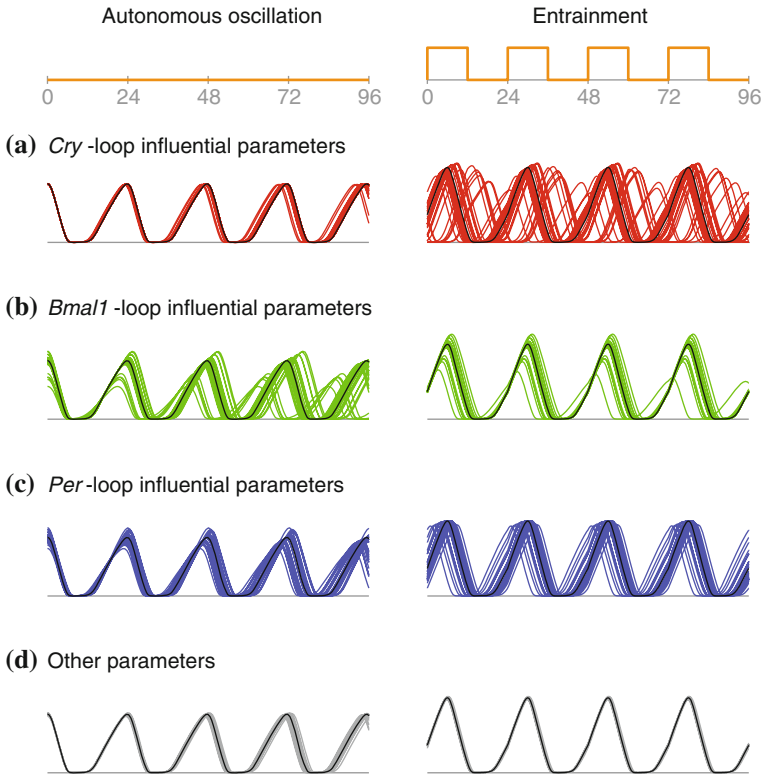 Autonomous oscillation
Entrainment
0 24 48 72 96
0 24 48 72 96
(a) Cry -loop influential parameters
(b) Bmal1 -loop influential parameters
(c) Per -loop influential parameters
(d) Other parameters